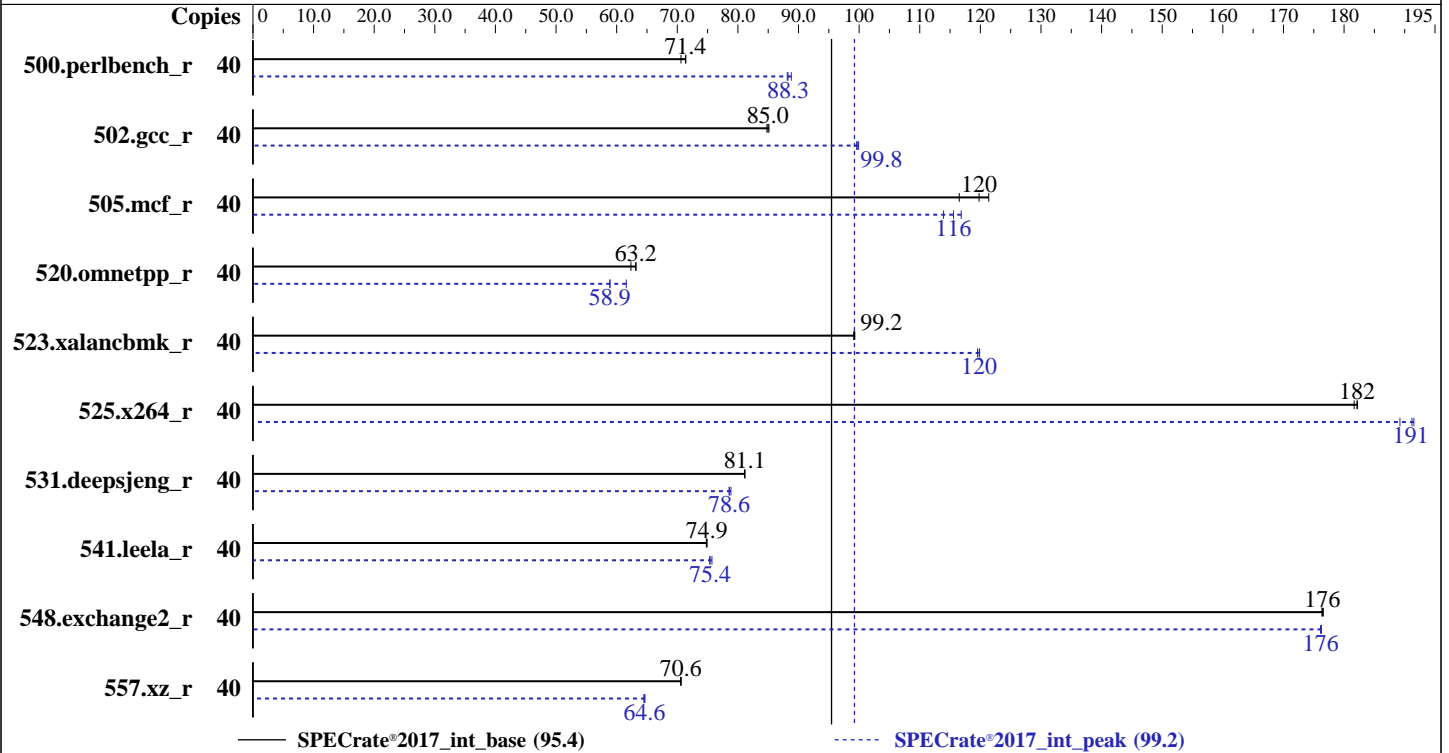 Copies 0 10.0 20.0 30.0 40.0 50.0 60.0 70.0 80.0 90.0 100 110 120 130 140 150 160 170 180 195
500.perlbench_r 40 71.4
88.3
502.gcc_r 40 85.0
99.8
505.mcf_r 40 120
116
520.omnetpp_r 40 63.2
58.9
523.xalancbmk_r 40 99.2
120
525.x264_r 40 182
191
531.deepsjeng_r 40 81.1
78.6
541.leela_r 40 74.9
75.4
548.exchange2_r 40 176
176
557.xz_r 40 70.6
64.6
SPECrate®2017_int_base (95.4) SPECrate®2017_int_peak (99.2)